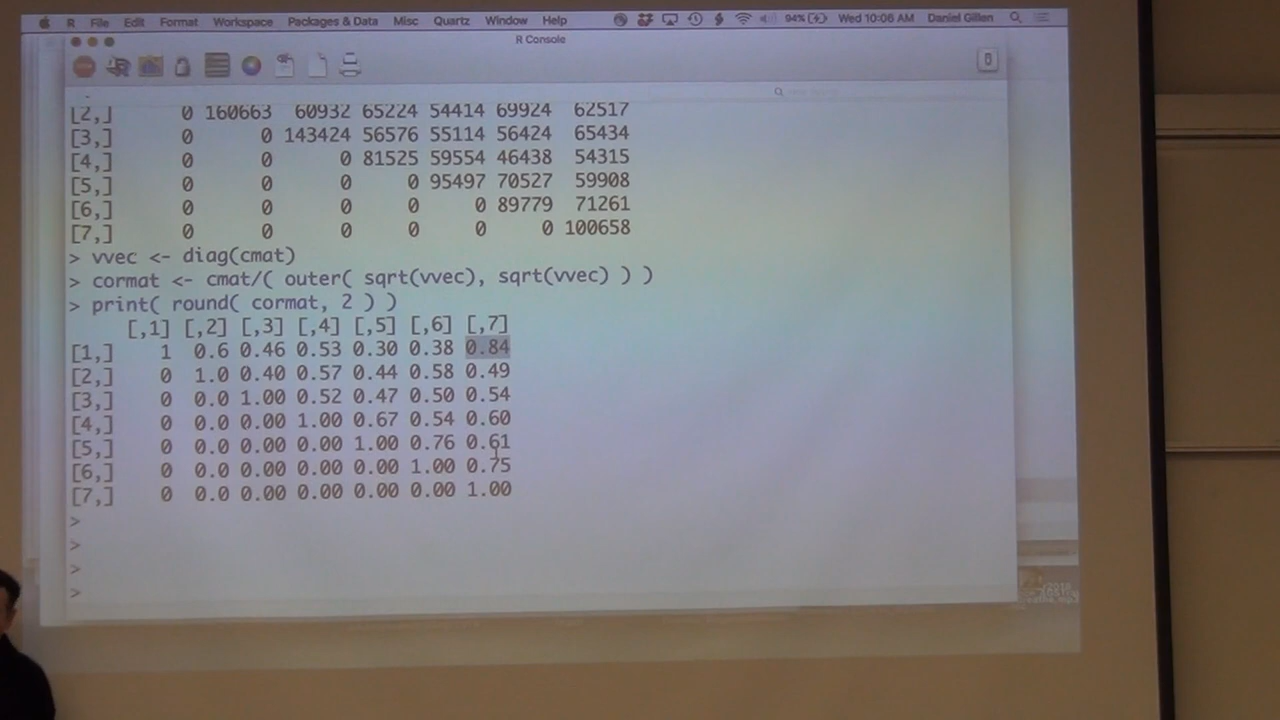 R File Edit Format Workspace Packages & Data Misc Quartz Window Help 94% Wed 10:06 AM Daniel Gillen
R Console
[2,] 0 160663 60932 65224 54414 69924 62517
[3,] 0 0 143424 56576 55114 56424 65434
[4,] 0 0 0 81525 59554 46438 54315
[5,] 0 0 0 0 95497 70527 59908
[6,] 0 0 0 0 0 89779 71261
[7,] 0 0 0 0 0 0 100658
> vvec <- diag(cmat)
> cormat <- cmat/( outer( sqrt(vvec), sqrt(vvec) ) )
> print( round( cormat, 2 ) )
[,1] [,2] [,3] [,4] [,5] [,6] [,7]
[1,] 1 0.6 0.46 0.53 0.30 0.38 0.84
[2,] 0 1.0 0.40 0.57 0.44 0.58 0.49
[3,] 0 0.0 1.00 0.52 0.47 0.50 0.54
[4,] 0 0.0 0.00 1.00 0.67 0.54 0.60
[5,] 0 0.0 0.00 0.00 1.00 0.76 0.61
[6,] 0 0.0 0.00 0.00 0.00 1.00 0.75
[7,] 0 0.0 0.00 0.00 0.00 0.00 1.00
>
>
>
>